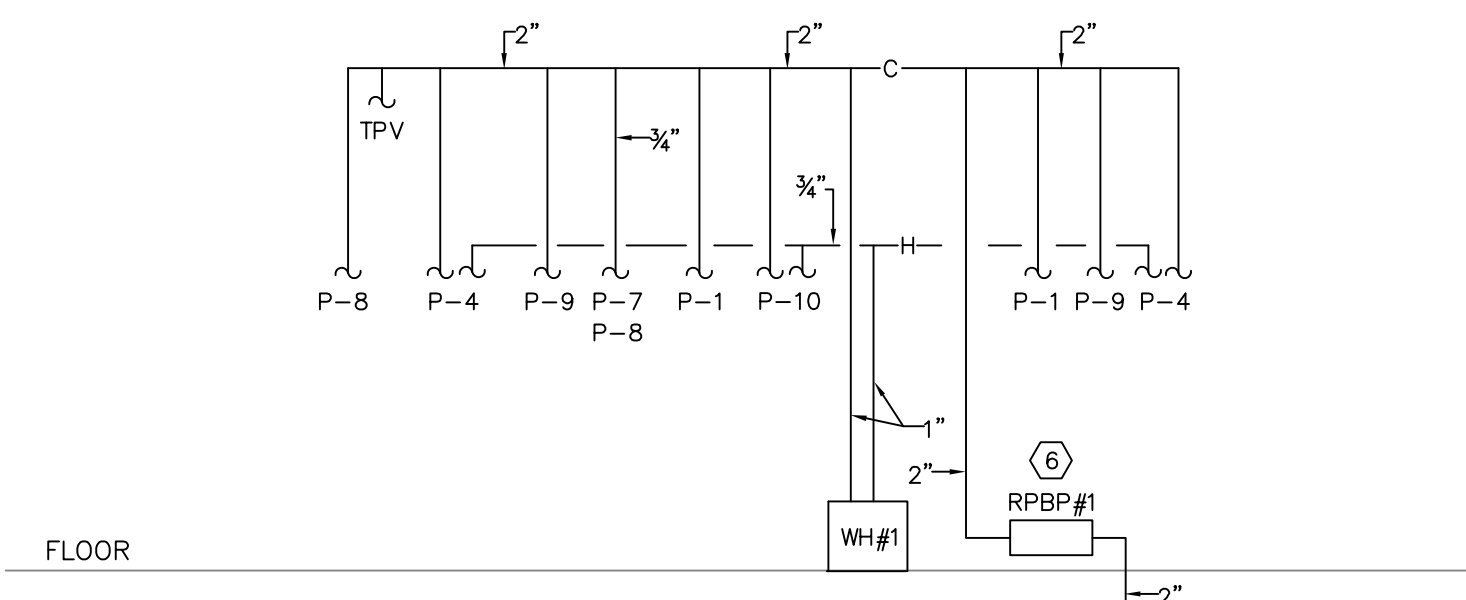 2" 2" 2"
C
TPV
¾"
¾"
H
P-8 P-4 P-9 P-7 P-1 P-10 P-1 P-9 P-4
P-8
1"
2"
6
RPBP#1
WH#1
FLOOR
2"